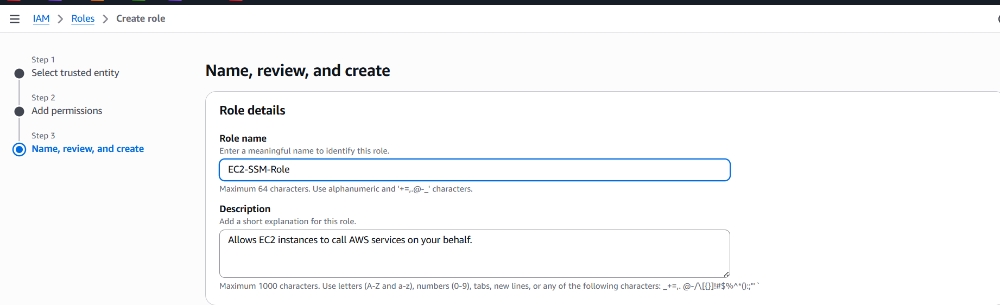 IAM > Roles > Create role
Step 1
Select trusted entity
Step 2
Add permissions
Step 3
Name, review, and create
Name, review, and create
Role details
Role name
Enter a meaningful name to identify this role.
EC2-SSM-Role
Maximum 64 characters. Use alphanumeric and '+=,.@-_' characters.
Description
Add a short explanation for this role.
Allows EC2 instances to call AWS services on your behalf.
Maximum 1000 characters. Use letters (A-Z and a-z), numbers (0-9), tabs, new lines, or any of the following characters: _+=,. @-/\[{}]!#$%^*();:"'`